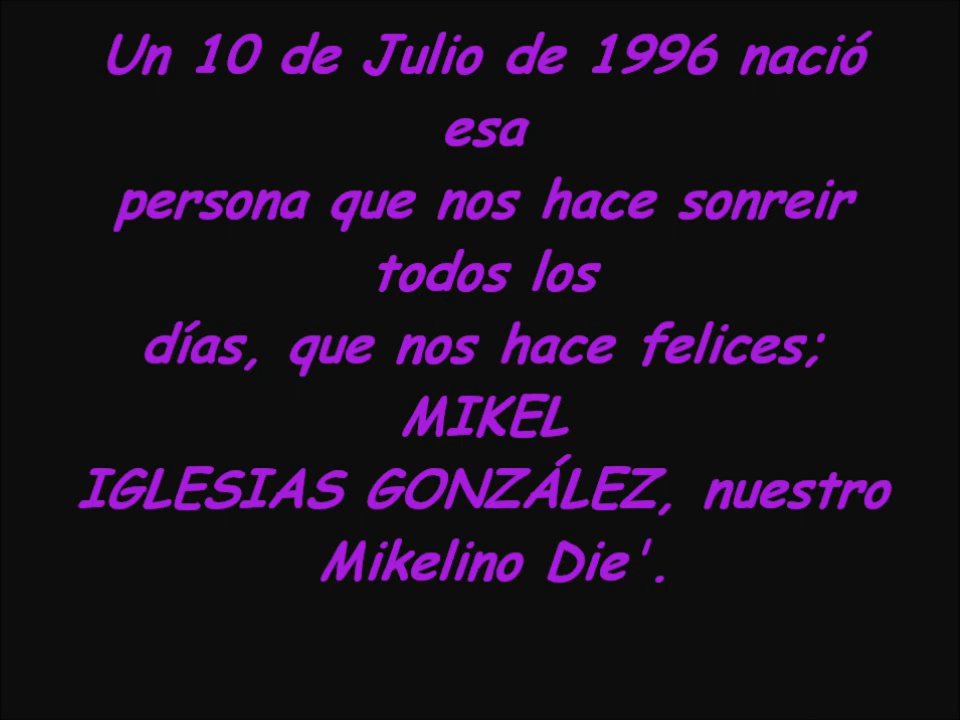 Un 10 de Julio de 1996 nació
esa
persona que nos hace sonreir
todos los
días, que nos hace felices;
MIKEL
IGLESIAS GONZÁLEZ, nuestro
Mikelino Die'.